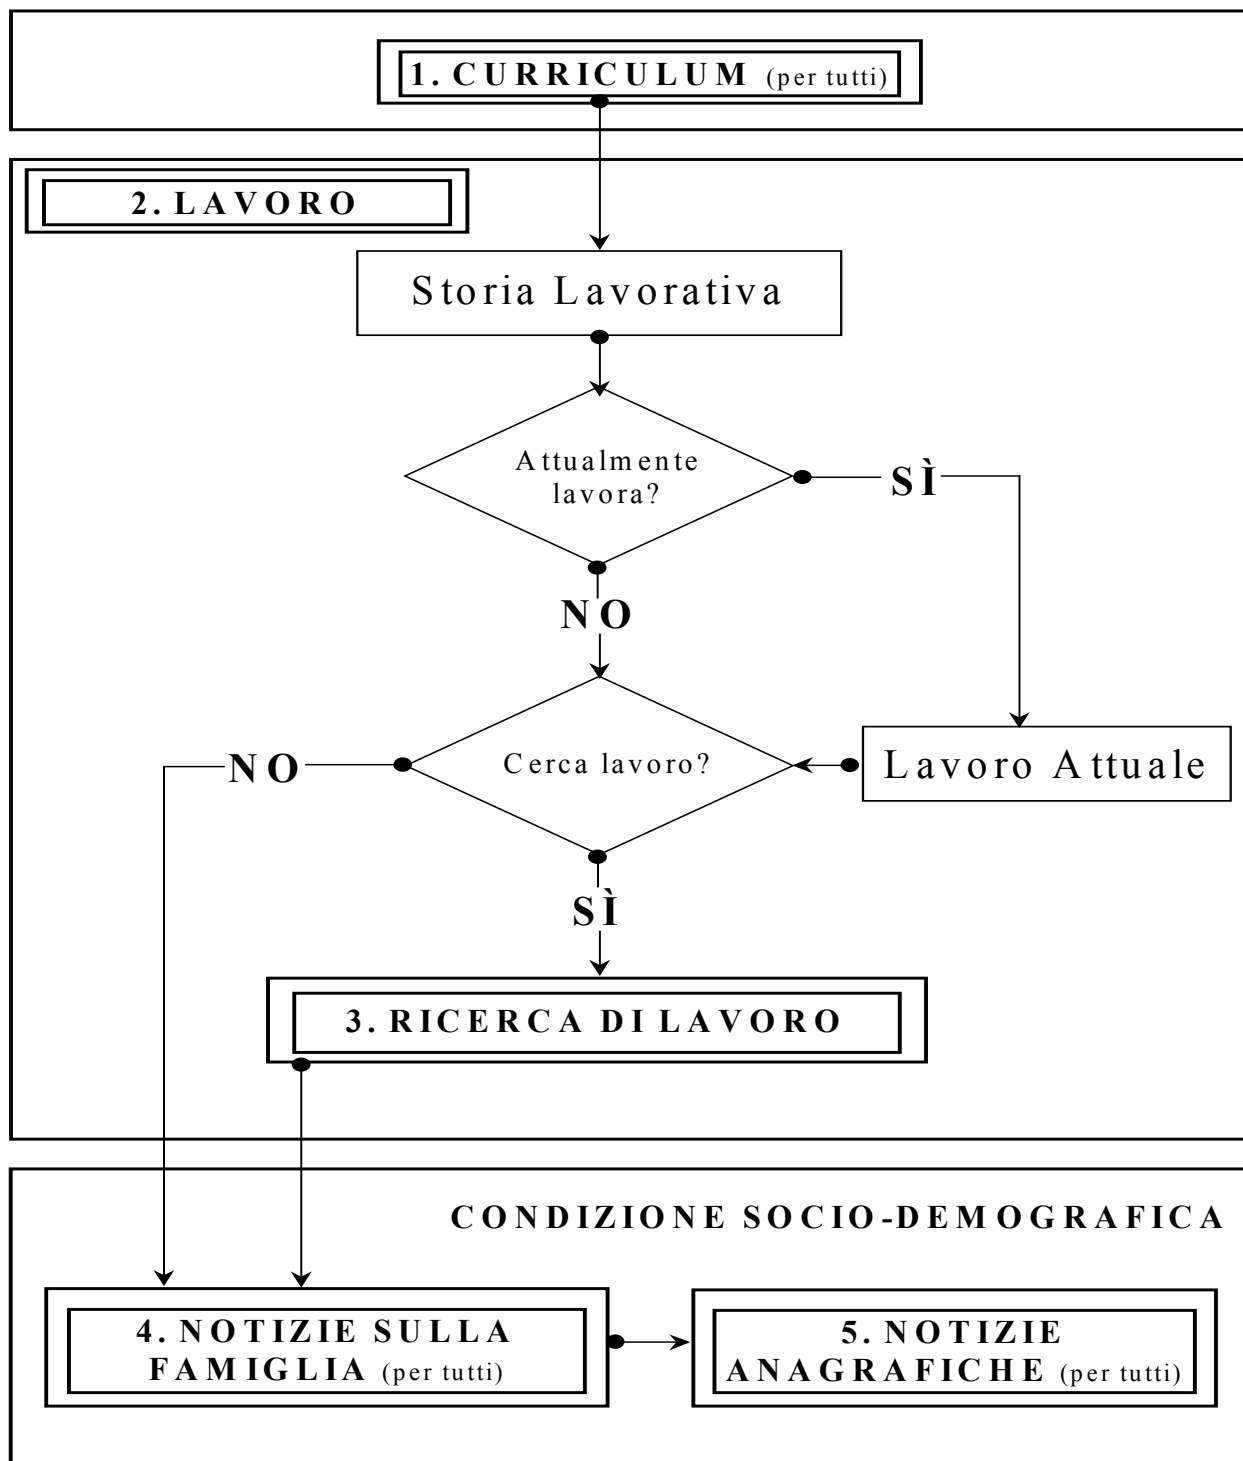 1. CURRICULUM (per tutti)
2. LAVORO
Storia Lavorativa
Attualmente
lavora?
SÌ
NO
Cerca lavoro?
NO
Lavoro Attuale
SÌ
3. RICERCA DI LAVORO
CONDIZIONE SOCIO-DEMOGRAFICA
4. NOTIZIE SULLA
FAMIGLIA (per tutti)
5. NOTIZIE
ANAGRAFICHE (per tutti)